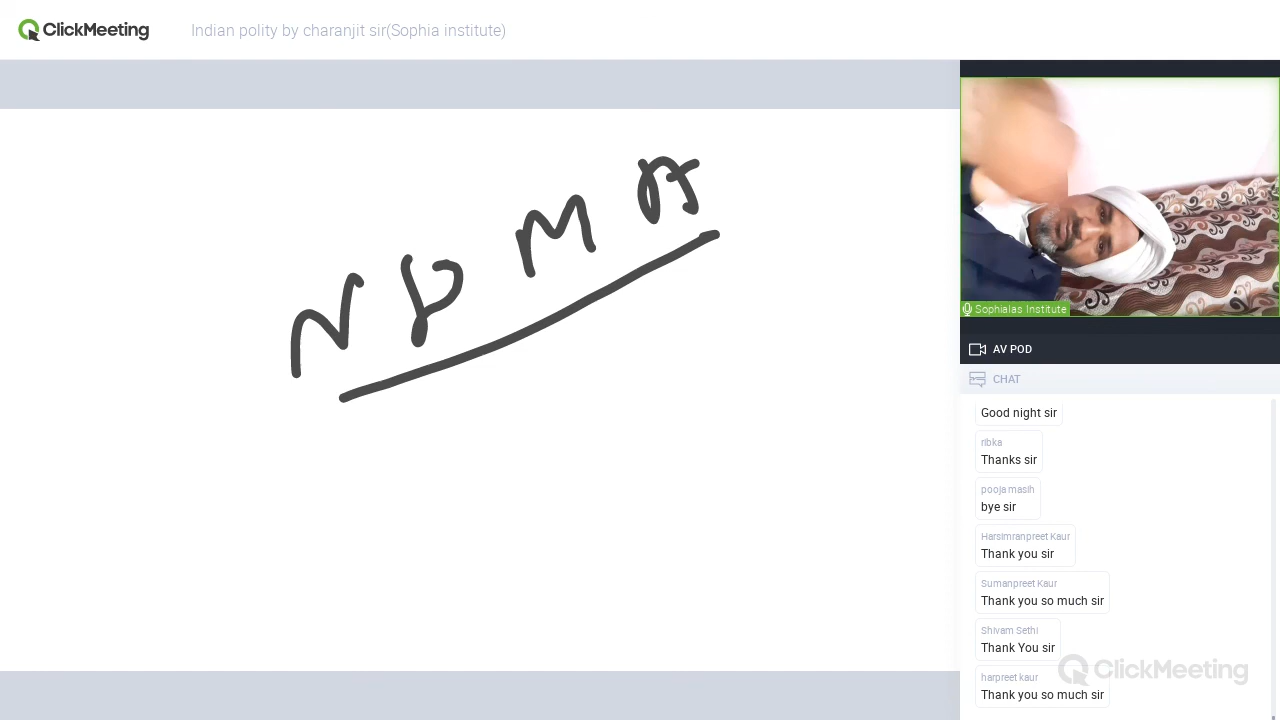 ClickMeeting
Indian polity by charanjit sir(Sophia institute)
N D M A
Sophiaias Institute
AV POD
CHAT
Good night sir
ribka
Thanks sir
pooja masih
bye sir
Harsimranpreet Kaur
Thank you sir
Sumanpreet Kaur
Thank you so much sir
Shivam Sethi
Thank You sir
harpreet kaur
Thank you so much sir
ClickMeeting